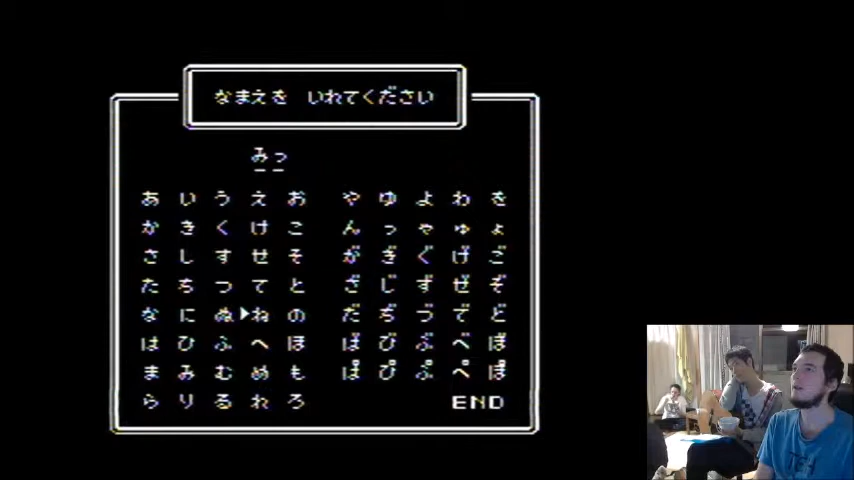 なまえを いれてください
みっ
あ い う え お や ゆ よ わ を
か き く け こ ん っ ゃ ゅ ょ
さ し す せ そ が ぎ ぐ げ ご
た ち つ て と ざ じ ず ぜ ぞ
な に ぬ ね の だ ぢ づ で ど
は ひ ふ へ ほ ば び ぶ べ ぼ
ま み む め も ぱ ぴ ぷ ぺ ぽ
ら り る れ ろ END